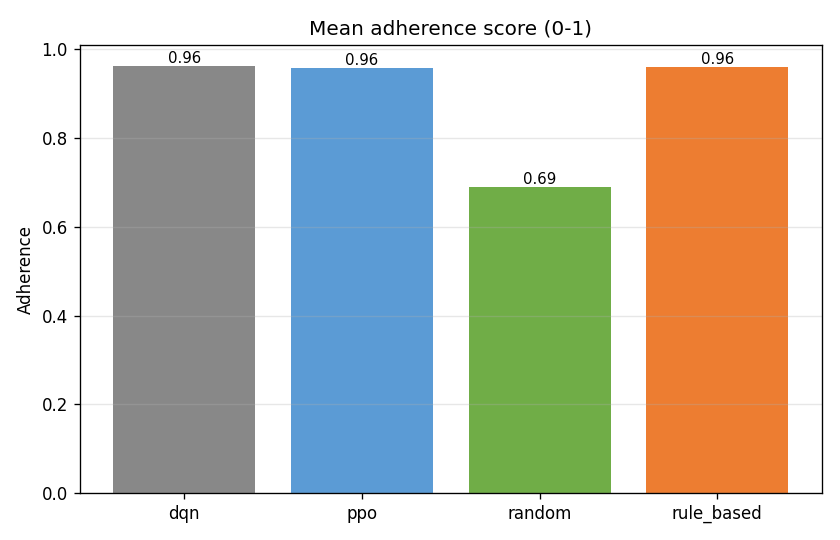 Mean adherence score (0-1)
Adherence
1.0
0.8
0.6
0.4
0.2
0.0
0.96
0.96
0.69
0.96
dqn
ppo
random
rule_based